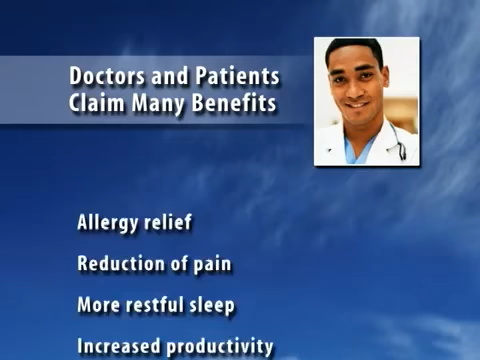 Doctors and Patients
Claim Many Benefits
Allergy relief
Reduction of pain
More restful sleep
Increased productivity